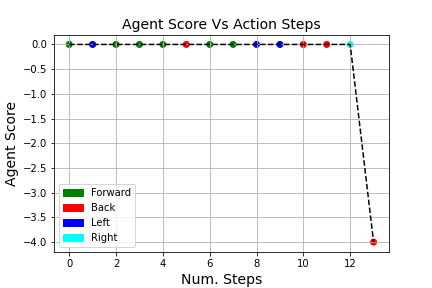 Agent Score Vs Action Steps
Agent Score
0.0
−0.5
−1.0
−1.5
−2.0
−2.5
−3.0
−3.5
−4.0
Forward
Back
Left
Right
0 2 4 6 8 10 12
Num. Steps